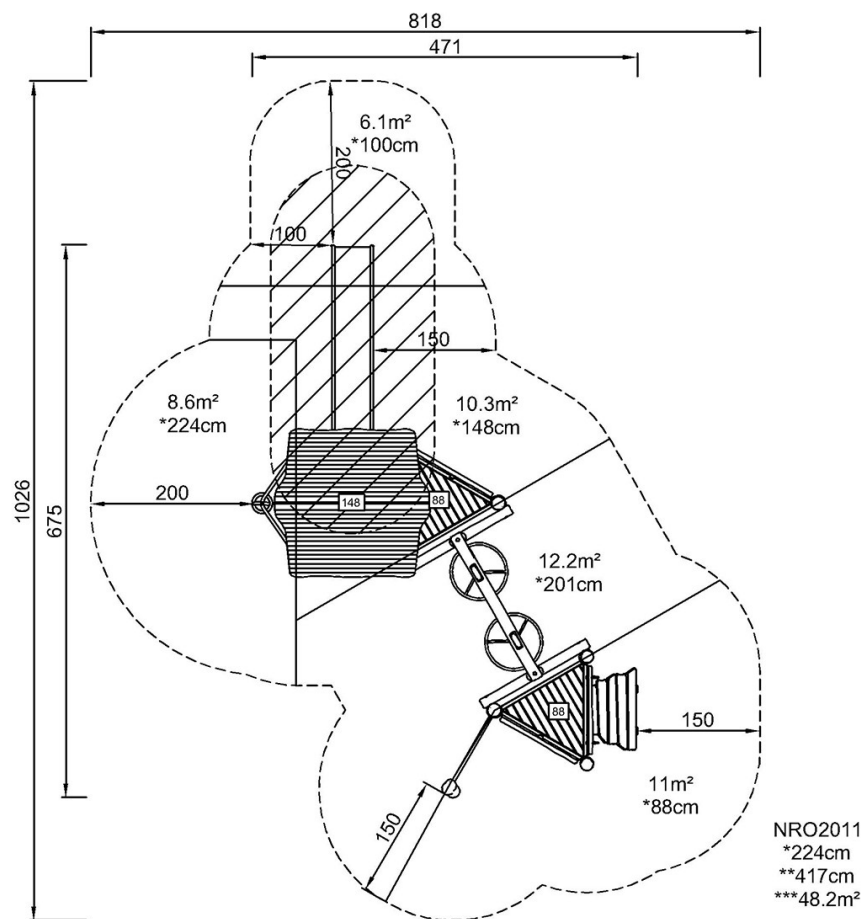 818
471
6.1m²
*100cm
200
100
150
8.6m²
*224cm
10.3m²
*148cm
1026
675
200
148
88
12.2m²
*201cm
88
150
11m²
*88cm
150
NRO2011
*224cm
**417cm
***48.2m²